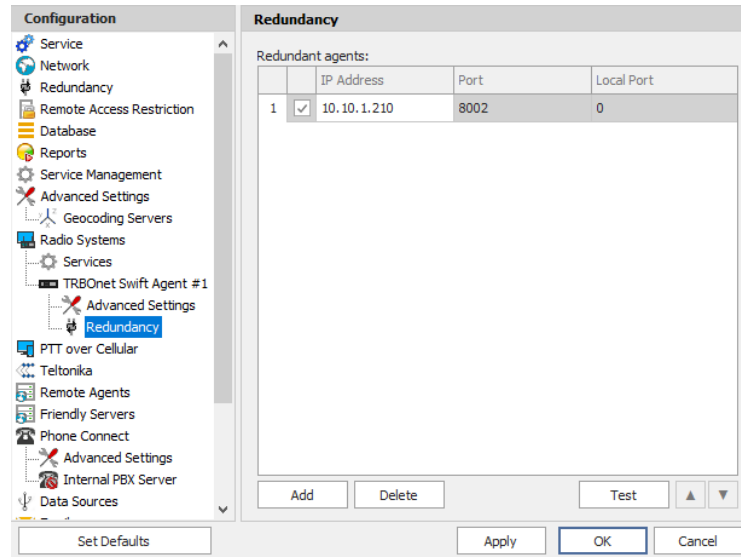 Configuration
Service
Network
Redundancy
Remote Access Restriction
Database
Reports
Service Management
Advanced Settings
Geocoding Servers
Radio Systems
Services
TRBOnet Swift Agent #1
Advanced Settings
Redundancy
PTT over Cellular
Teltonika
Remote Agents
Friendly Servers
Phone Connect
Advanced Settings
Internal PBX Server
Data Sources
Set Defaults
Redundancy
Redundant agents:
IP Address Port Local Port
1 10.10.1.210 8002 0
Add Delete Test
Apply OK Cancel